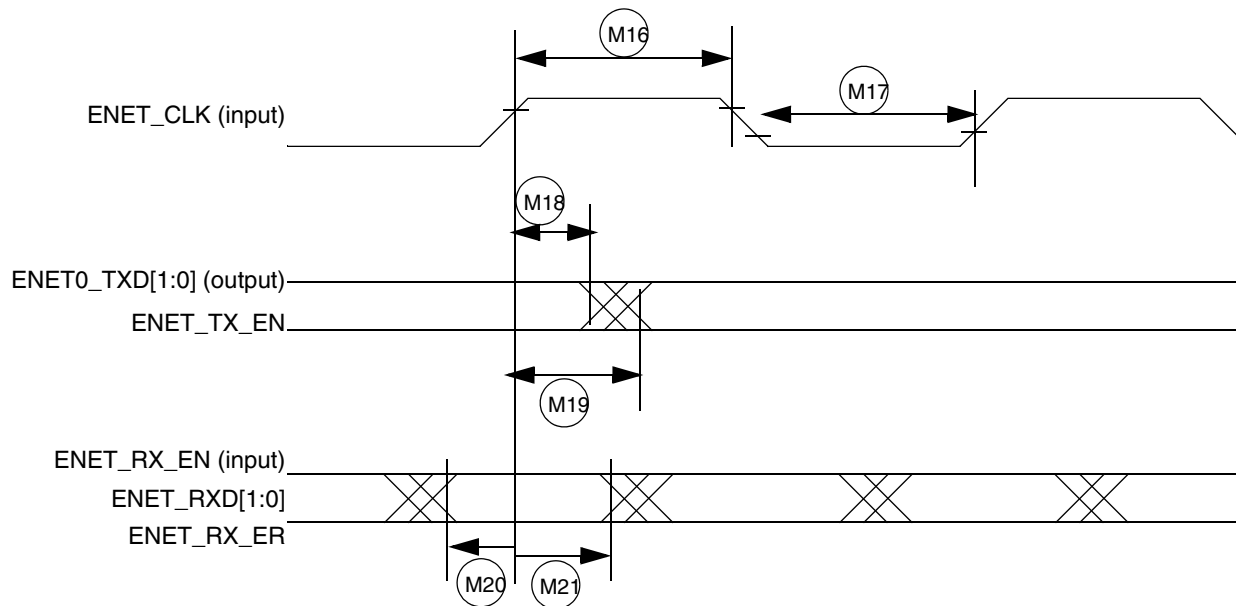 M16
ENET_CLK (input)
M17
M18
ENET0_TXD[1:0] (output)
ENET_TX_EN
M19
ENET_RX_EN (input)
ENET_RXD[1:0]
ENET_RX_ER
M20
M21